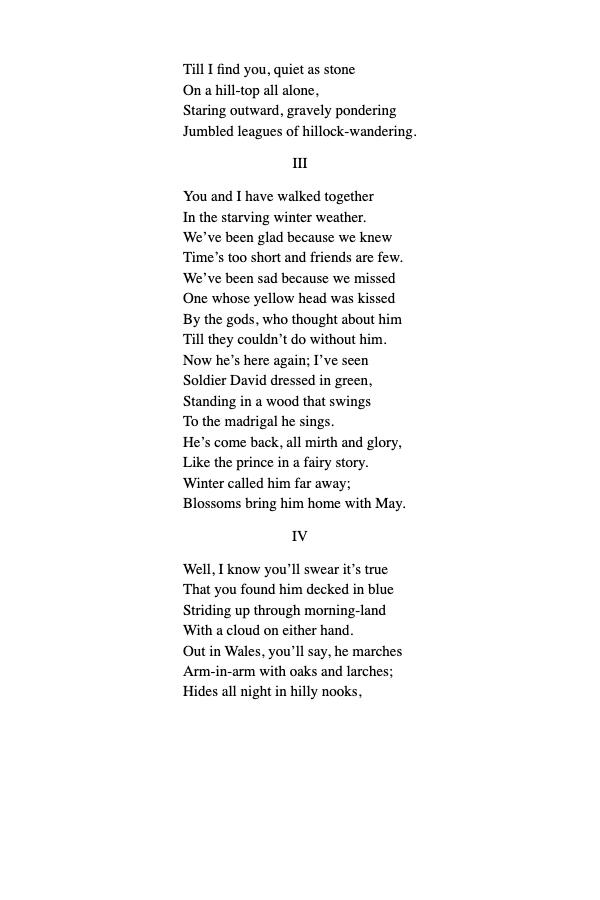 Till I find you, quiet as stone
On a hill-top all alone,
Staring outward, gravely pondering
Jumbled leagues of hillock-wandering.
III
You and I have walked together
In the starving winter weather.
We’ve been glad because we knew
Time’s too short and friends are few.
We’ve been sad because we missed
One whose yellow head was kissed
By the gods, who thought about him
Till they couldn’t do without him.
Now he’s here again; I’ve seen
Soldier David dressed in green,
Standing in a wood that swings
To the madrigal he sings.
He’s come back, all mirth and glory,
Like the prince in a fairy story.
Winter called him far away;
Blossoms bring him home with May.
IV
Well, I know you’ll swear it’s true
That you found him decked in blue
Striding up through morning-land
With a cloud on either hand.
Out in Wales, you’ll say, he marches
Arm-in-arm with oaks and larches;
Hides all night in hilly nooks,